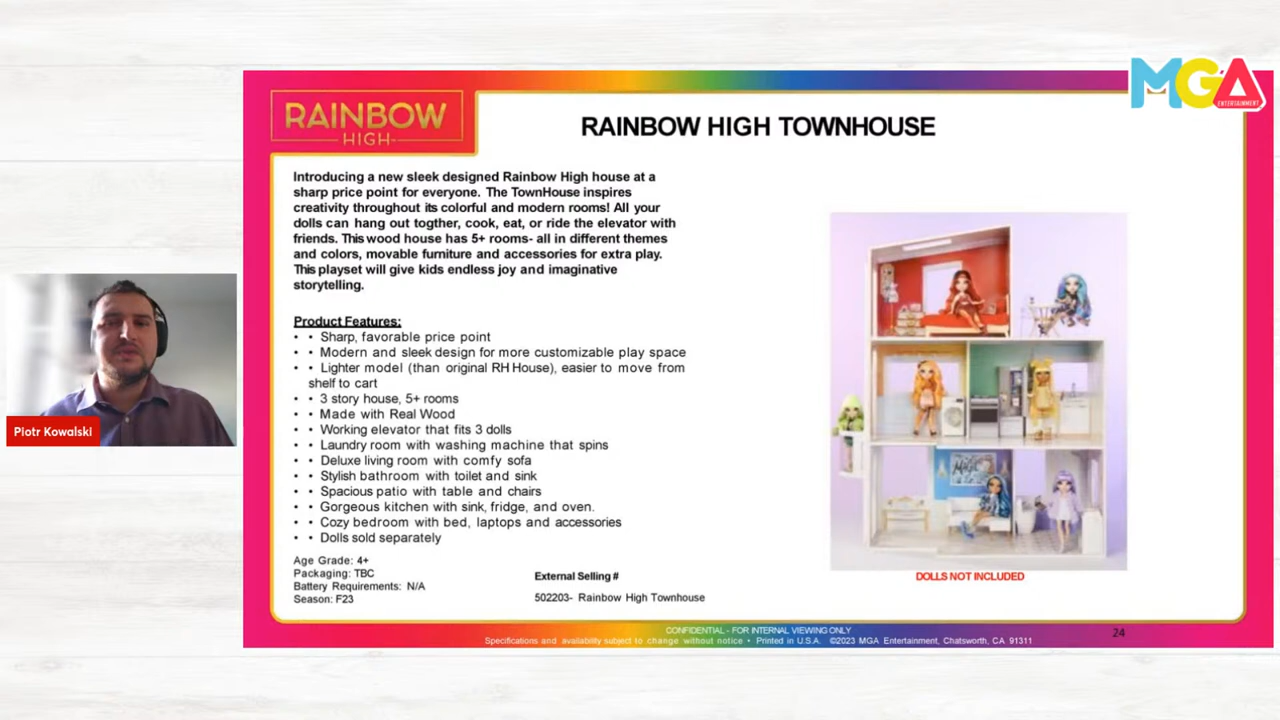 MGA
ENTERTAINMENT
RAINBOW
HIGH
RAINBOW HIGH TOWNHOUSE
Introducing a new sleek designed Rainbow High house at a
sharp price point for everyone. The TownHouse inspires
creativity throughout its colorful and modern rooms! All your
dolls can hang out togther, cook, eat, or ride the elevator with
friends. This wood house has 5+ rooms- all in different themes
and colors, movable furniture and accessories for extra play.
This playset will give kids endless joy and imaginative
storytelling.
Product Features:
• • Sharp, favorable price point
• • Modern and sleek design for more customizable play space
• • Lighter model (than original RH House), easier to move from
shelf to cart
• • 3 story house, 5+ rooms
• • Made with Real Wood
• • Working elevator that fits 3 dolls
• • Laundry room with washing machine that spins
• • Deluxe living room with comfy sofa
• • Stylish bathroom with toilet and sink
• • Spacious patio with table and chairs
• • Gorgeous kitchen with sink, fridge, and oven.
• • Cozy bedroom with bed, laptops and accessories
• • Dolls sold separately
Age Grade: 4+
Packaging: TBC
Battery Requirements: N/A
Season: F23
External Selling #
502203- Rainbow High Townhouse
MAGIC
DOLLS NOT INCLUDED
Piotr Kowalski
CONFIDENTIAL - FOR INTERNAL VIEWING ONLY
Specifications and availability subject to change without notice • Printed in U.S.A. ©2023 MGA Entertainment, Chatsworth, CA 91311
24